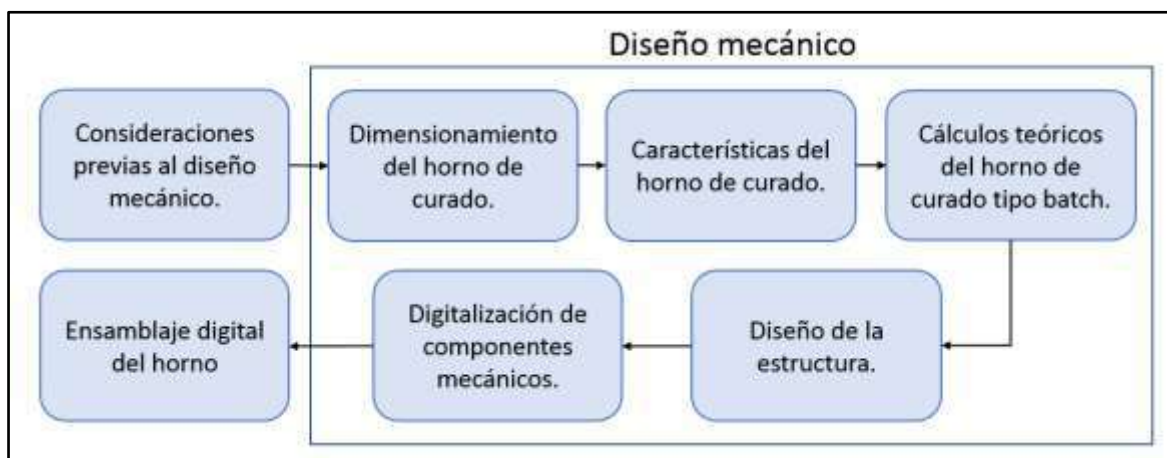 Diseño mecánico
Consideraciones
previas al diseño
mecánico.
Dimensionamiento
del horno de
curado.
Características del
horno de curado.
Cálculos teóricos
del horno de
curado tipo batch.
Diseño de la
estructura.
Digitalización de
componentes
mecánicos.
Ensamblaje digital
del horno